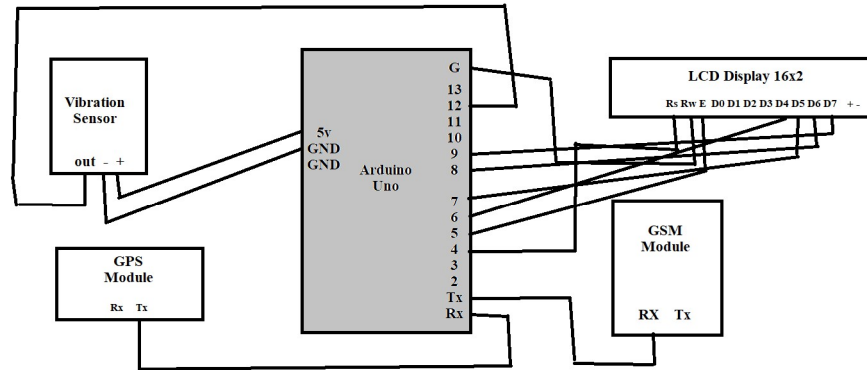 Vibration
Sensor
out - +
GPS
Module
Rx Tx
5v
GND
GND
Arduino
Uno
G
13
12
11
10
9
8
7
6
5
4
3
2
Tx
Rx
LCD Display 16x2
Rs Rw E D0 D1 D2 D3 D4 D5 D6 D7 + -
GSM
Module
RX Tx